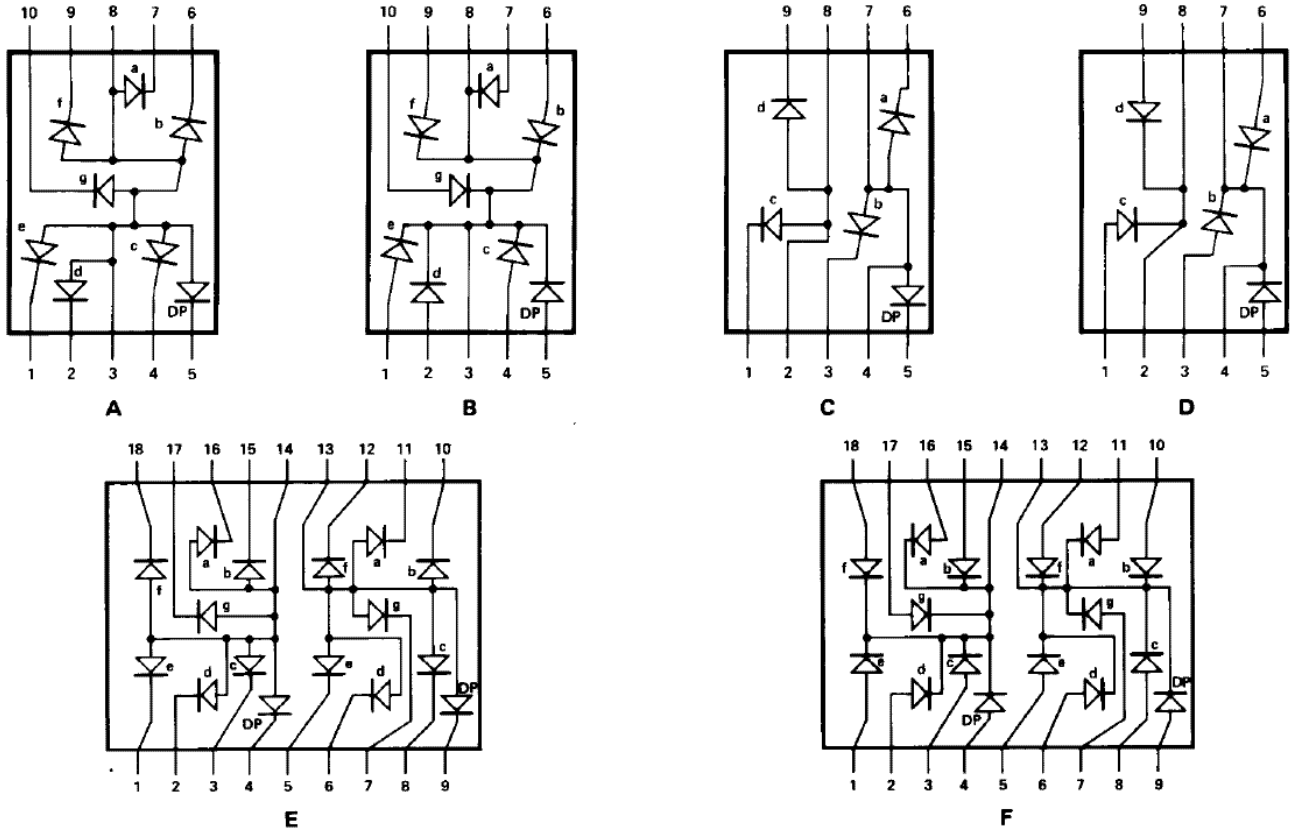 10 9 8 7 6 10 9 8 7 6 9 8 7 6 9 8 7 6
a a
f b f b d a d a
g g c b c b
e d c DP e d c DP DP DP
1 2 3 4 5 1 2 3 4 5 1 2 3 4 5 1 2 3 4 5
A B C D
18 17 16 15 14 13 12 11 10 18 17 16 15 14 13 12 11 10
a a a a
f b f b f b f b
g g g g
e d c e d c e d c e d c
DP DP DP DP
1 2 3 4 5 6 7 8 9 1 2 3 4 5 6 7 8 9
E F